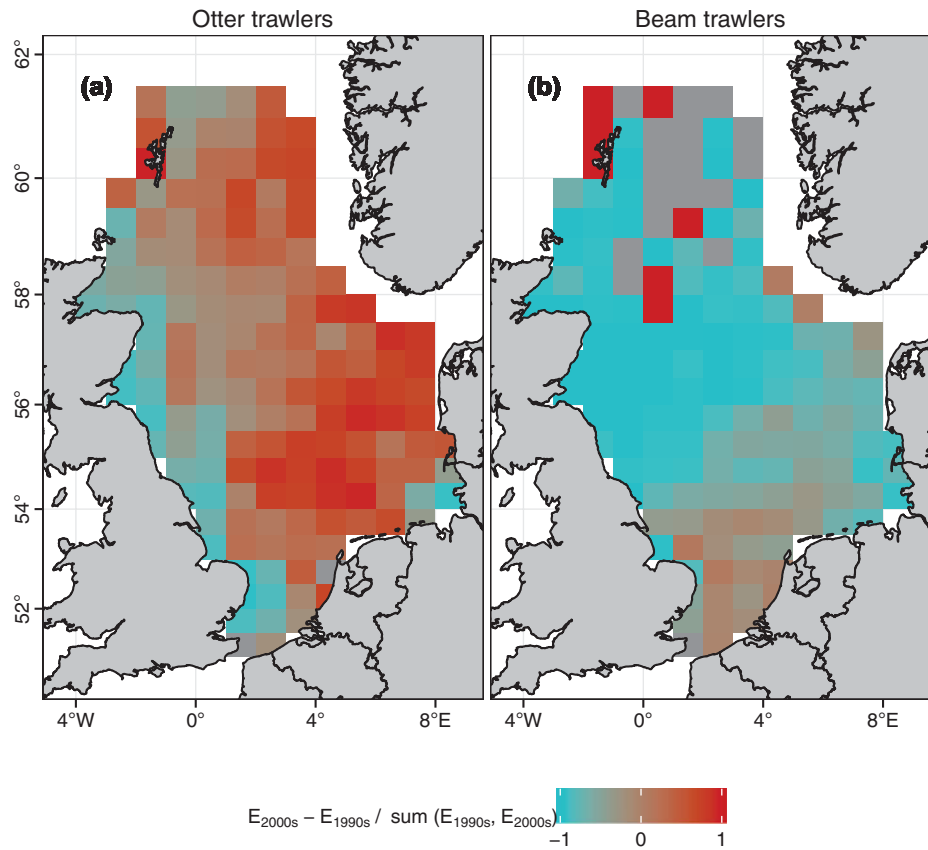 Otter trawlers
Beam trawlers
(a)
(b)
62°
60°
58°
56°
54°
52°
4°W
0°
4°
8°E
4°W
0°
4°
8°E
E2000s − E1990s / sum (E1990s, E2000s)
−1
0
1